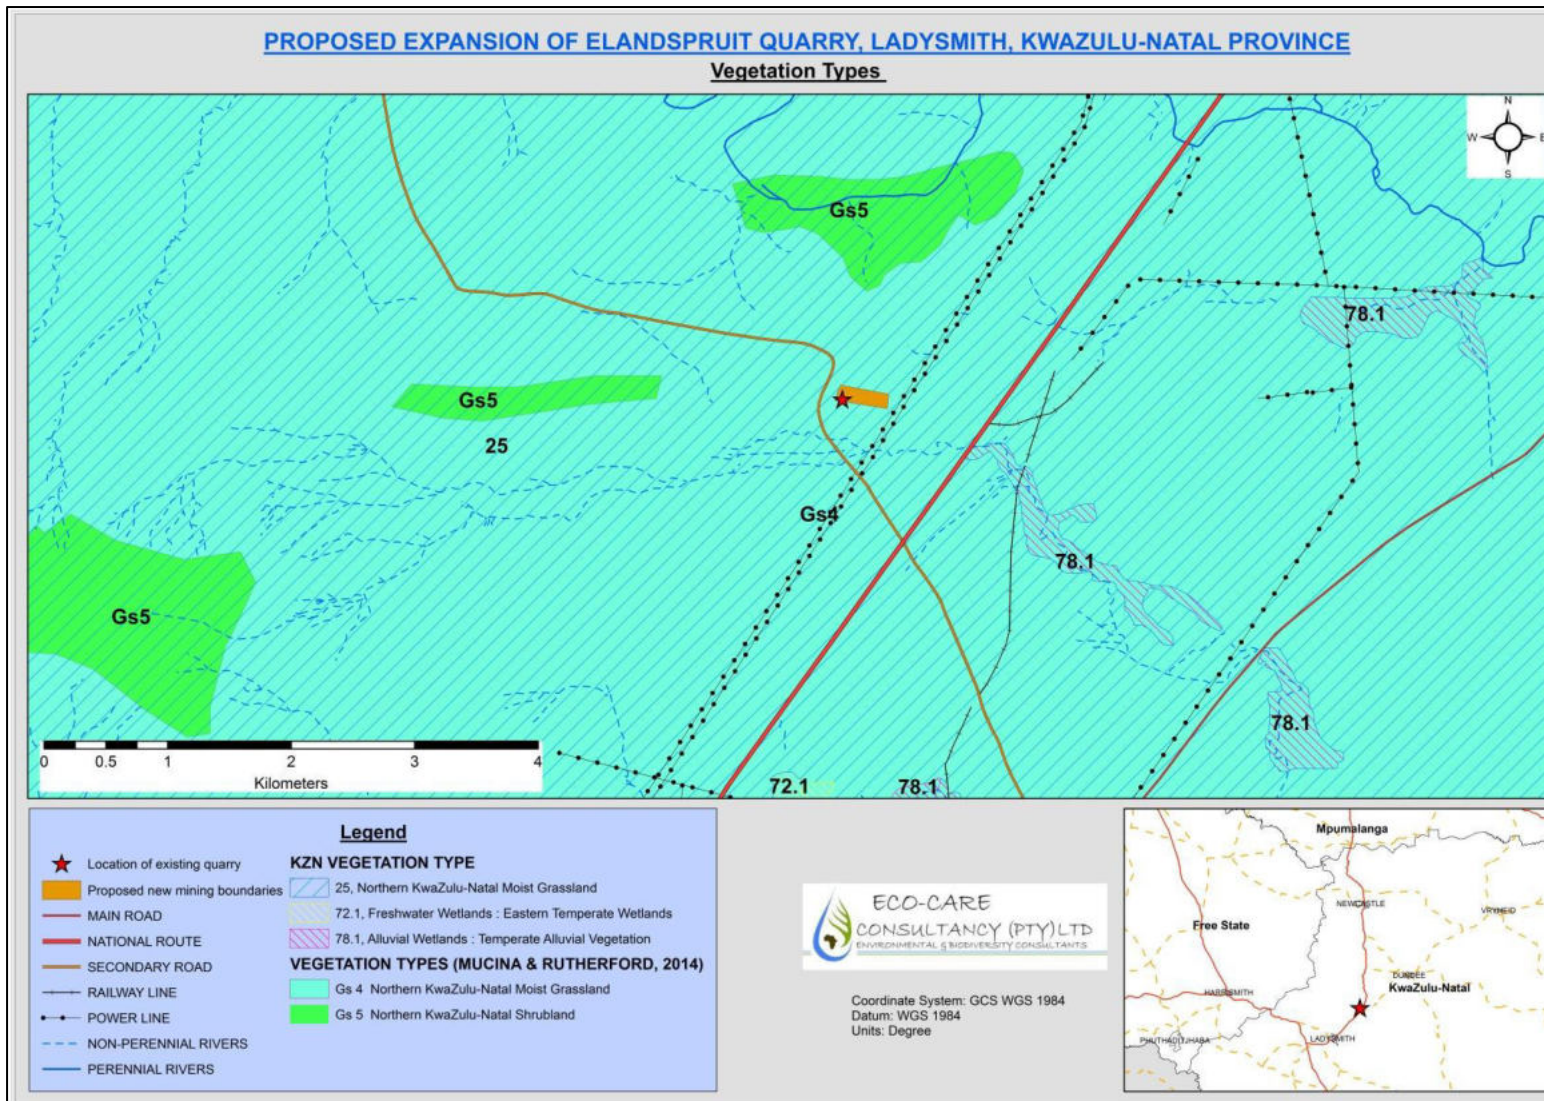 PROPOSED EXPANSION OF ELANDSPRUIT QUARRY, LADYSMITH, KWAZULU-NATAL PROVINCE
Vegetation Types
N
W E
S
Gs5
78.1
Gs5
25
Gs4
78.1
Gs5
78.1
72.1
78.1
0 0.5 1 2 3 4
Kilometers
Legend
Location of existing quarry
Proposed new mining boundaries
MAIN ROAD
NATIONAL ROUTE
SECONDARY ROAD
RAILWAY LINE
POWER LINE
NON-PERENNIAL RIVERS
PERENNIAL RIVERS
KZN VEGETATION TYPE
25, Northern KwaZulu-Natal Moist Grassland
72.1, Freshwater Wetlands : Eastern Temperate Wetlands
78.1, Alluvial Wetlands : Temperate Alluvial Vegetation
VEGETATION TYPES (MUCINA & RUTHERFORD, 2014)
Gs 4 Northern KwaZulu-Natal Moist Grassland
Gs 5 Northern KwaZulu-Natal Shrubland
ECO-CARE
CONSULTANCY (PTY)LTD
ENVIRONMENTAL & BIODIVERSITY CONSULTANTS
Coordinate System: GCS WGS 1984
Datum: WGS 1984
Units: Degree
Mpumalanga
NEWCASTLE
VRYHEID
Free State
DUNDEE
KwaZulu-Natal
HARRISMITH
LADYSMITH
PHUTHADITJHABA